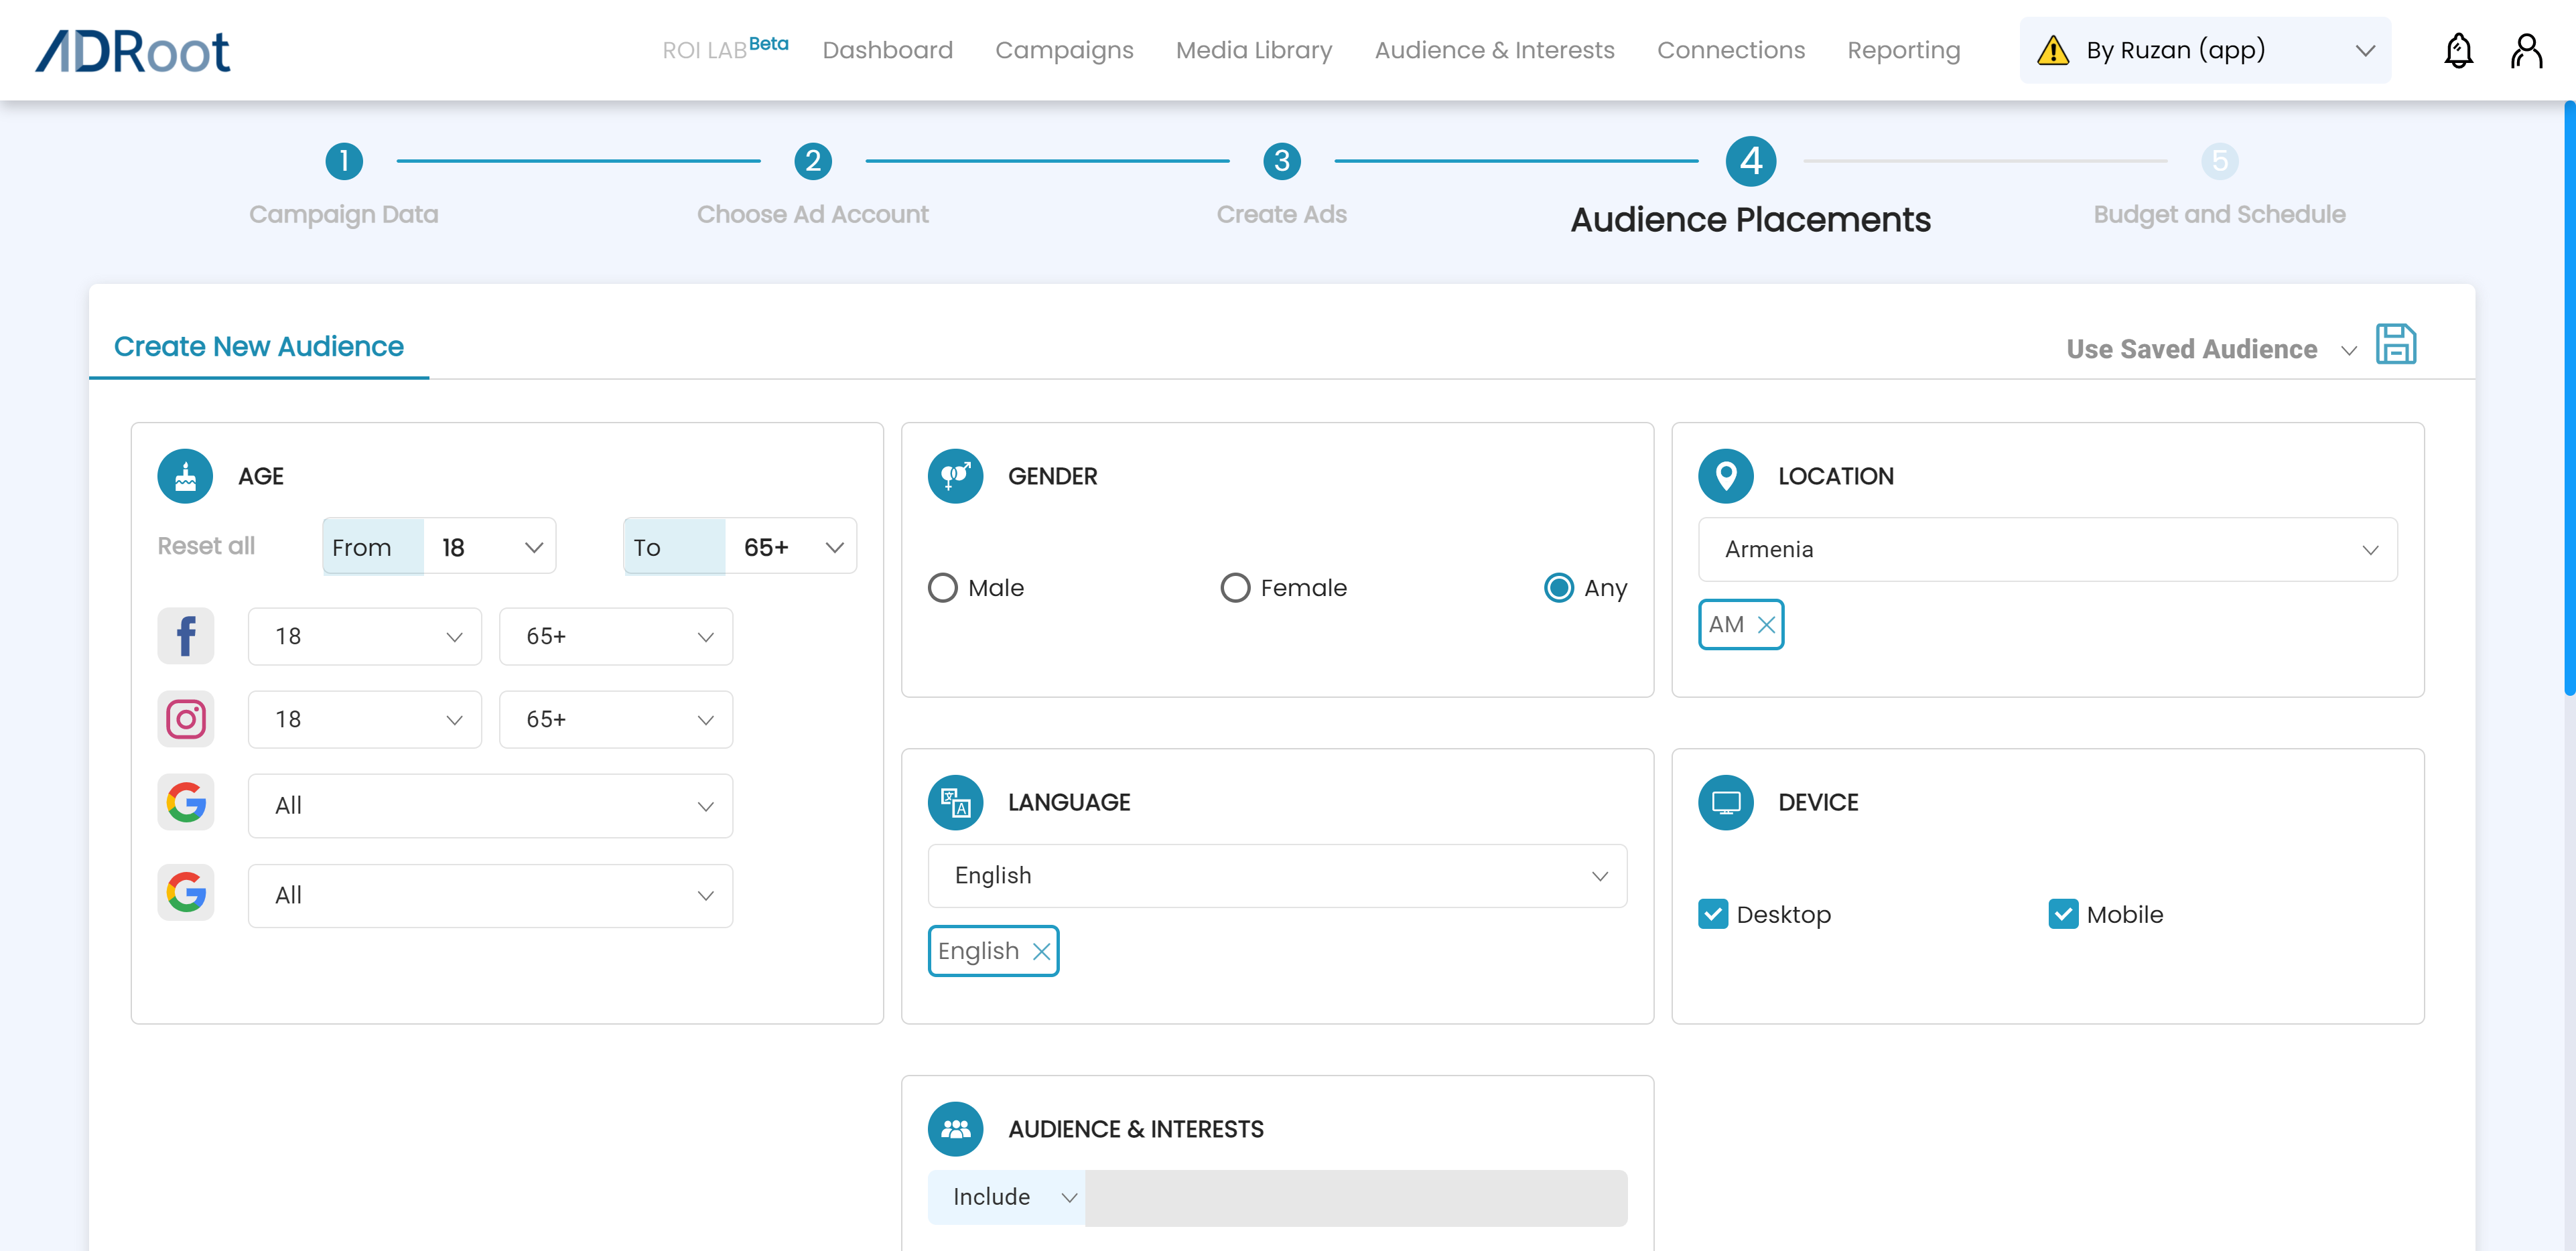 ADRoot
ROI LAB Beta
Dashboard
Campaigns
Media Library
Audience & Interests
Connections
Reporting
By Ruzan (app)
1
2
3
4
5
Campaign Data
Choose Ad Account
Create Ads
Audience Placements
Budget and Schedule
Create New Audience
Use Saved Audience
AGE
Reset all
From 18
To 65+
18
65+
18
65+
All
All
GENDER
Male
Female
Any
LOCATION
Armenia
AM
LANGUAGE
English
English
DEVICE
Desktop
Mobile
AUDIENCE & INTERESTS
Include